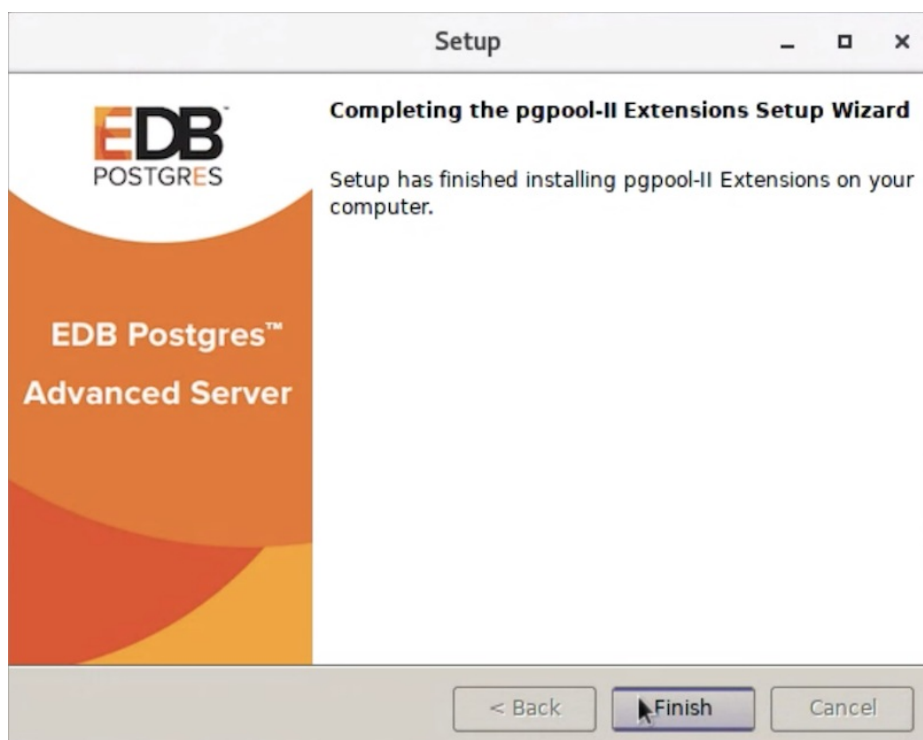 Setup
EDB™
POSTGRES
EDB Postgres™
Advanced Server
Completing the pgpool-II Extensions Setup Wizard
Setup has finished installing pgpool-II Extensions on your
computer.
< Back
Finish
Cancel